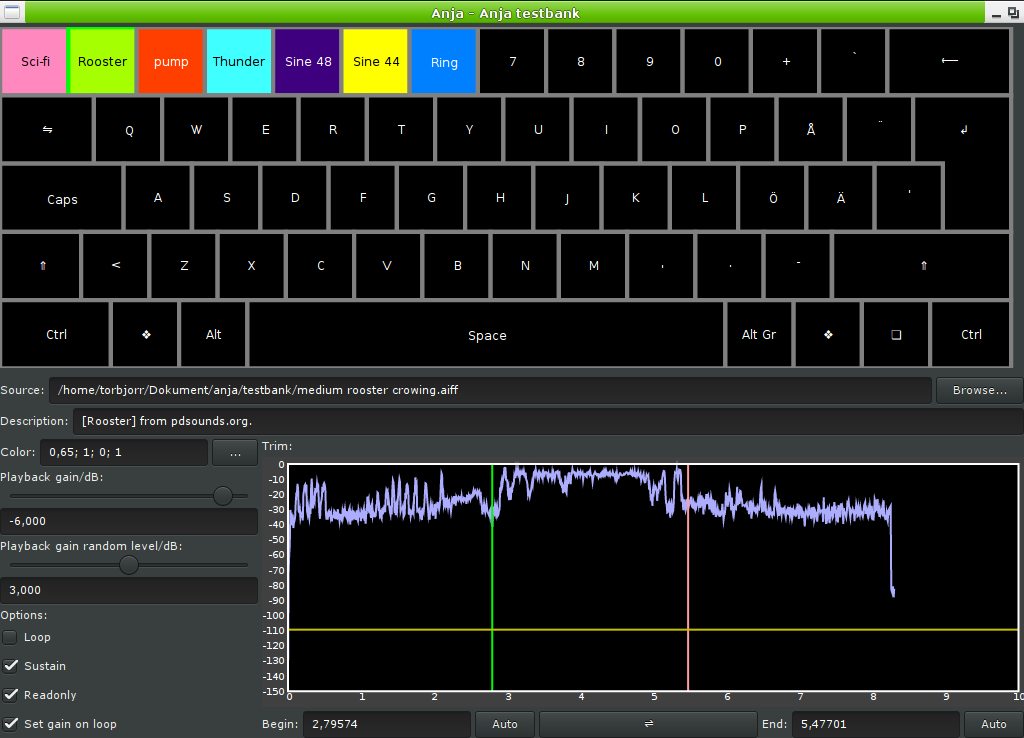 Anja - Anja testbank
Sci-fi Rooster pump Thunder Sine 48 Sine 44 Ring 7 8 9 0 + ` ←
⇋ Q W E R T Y U I O P Å ¨ ↲
Caps A S D F G H J K L Ö Ä '
⇑ < Z X C V B N M , . - ⇑
Ctrl ❖ Alt Space Alt Gr ❖ ❏ Ctrl
Source: /home/torbjorr/Dokument/anja/testbank/medium rooster crowing.aiff Browse...
Description: [Rooster] from pdsounds.org.
Color: 0,65; 1; 0; 1 ...
Playback gain/dB:
-6,000
Playback gain random level/dB:
3,000
Options:
Loop
Sustain
Readonly
Set gain on loop
Trim:
0
-10
-20
-30
-40
-50
-60
-70
-80
-90
-100
-110
-120
-130
-140
-150
0 1 2 3 4 5 6 7 8 9 10
Begin: 2,79574 Auto ⇌ End: 5,47701 Auto